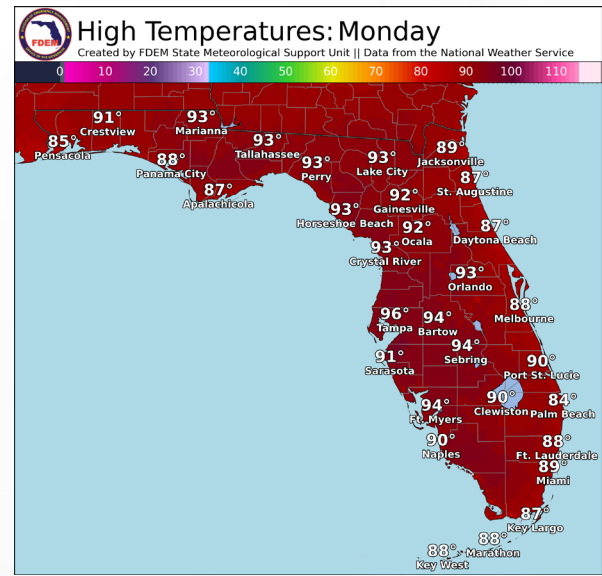 High Temperatures: Monday
Created by FDEM State Meteorological Support Unit || Data from the National Weather Service
FDEM
0 10 20 30 40 50 60 70 80 90 100 110
91°
Crestview
93°
Marianna
85°
Pensacola
88°
Panama City
93°
Tallahassee
93°
Perry
93°
Lake City
89°
Jacksonville
87°
St. Augustine
87°
Apalachicola
92°
Gainesville
93°
Horseshoe Beach
92°
Ocala
87°
Daytona Beach
93°
Crystal River
93°
Orlando
88°
Melbourne
96°
Tampa
94°
Bartow
94°
Sebring
91°
Sarasota
90°
Port St. Lucie
90°
Clewiston
84°
Palm Beach
94°
Ft. Myers
90°
Naples
88°
Ft. Lauderdale
89°
Miami
87°
Key Largo
88°
Marathon
88°
Key West